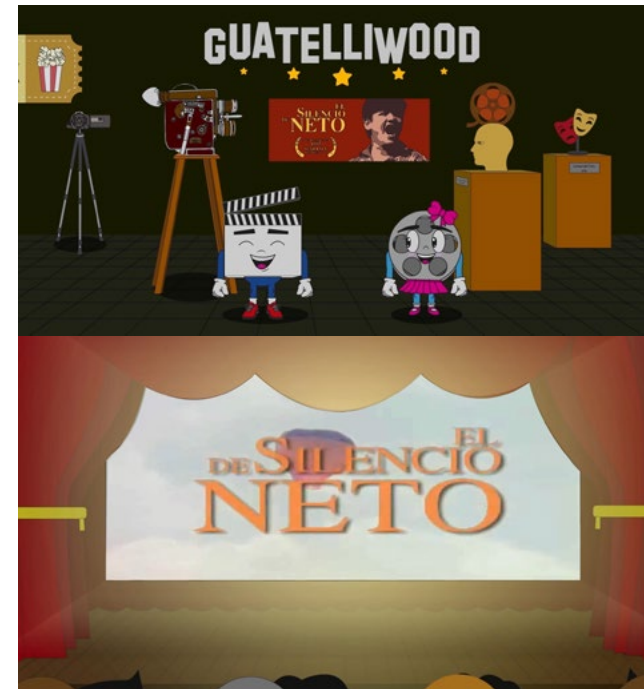 GUATELLIWOOD
EL
SILENCIO
DE NETO
EL
DE SILENCIO
NETO